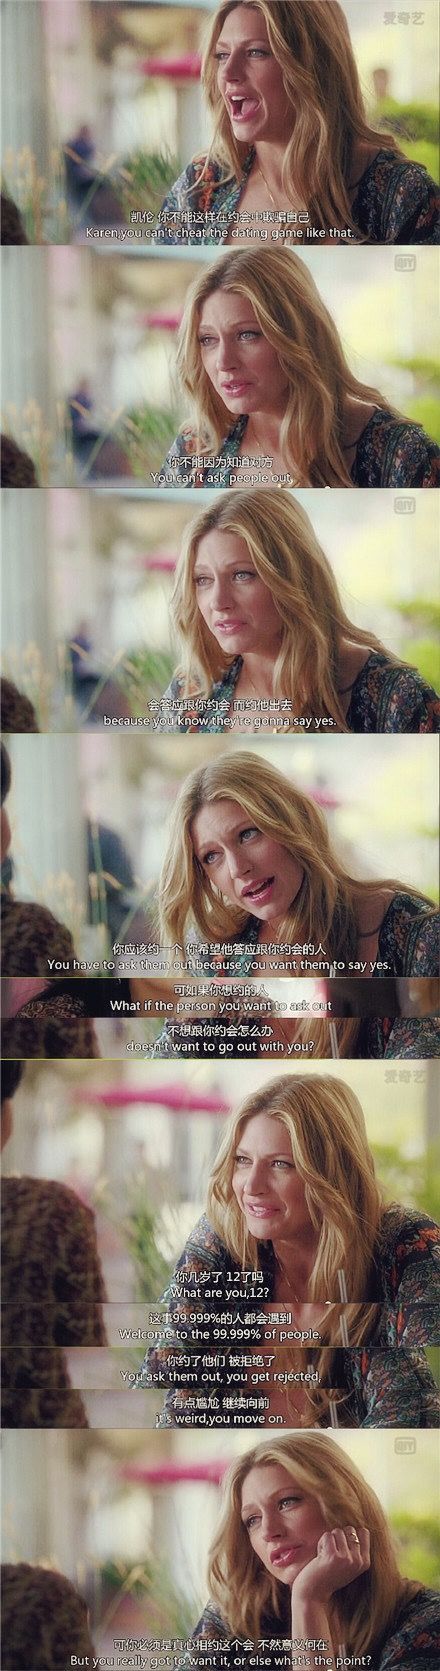 爱奇艺
凯伦 你不能这样在约会中欺骗自己
Karen,you can't cheat the dating game like that.
QIY
你不能因为知道对方
You can't ask people out,
QIY
会答应跟你约会 而约他出去
because you know they're gonna say yes.
你应该约一个 你希望他答应跟你约会的人
You have to ask them out because you want them to say yes.
可如果你想约的人
What if the person you want to ask out
不想跟你约会怎么办
doesn't want to go out with you?
爱奇艺
你几岁了 12了吗
What are you,12?
这事99.999%的人都会遇到
Welcome to the 99.999% of people.
你约了他们 被拒绝了
You ask them out, you get rejected,
有点尴尬 继续向前
it's weird,you move on.
QIY
可你必须是真心相约这个会 不然意义何在
But you really got to want it, or else what's the point?